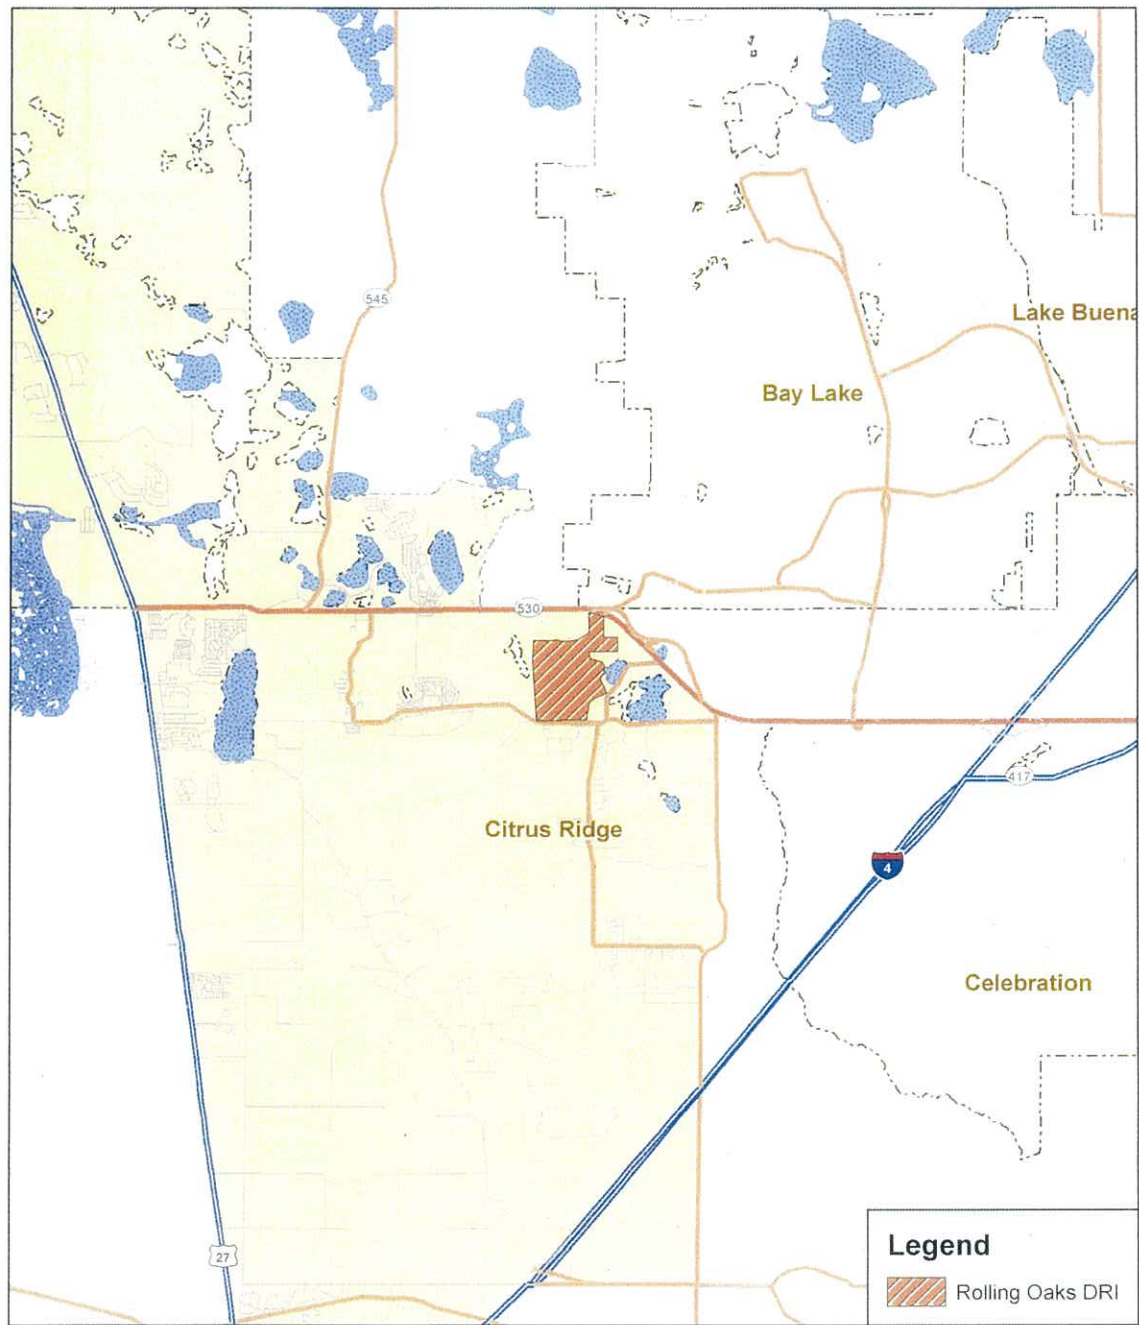 545
Lake Buena
Bay Lake
530
417
Citrus Ridge
4
Celebration
27
Legend
Rolling Oaks DRI